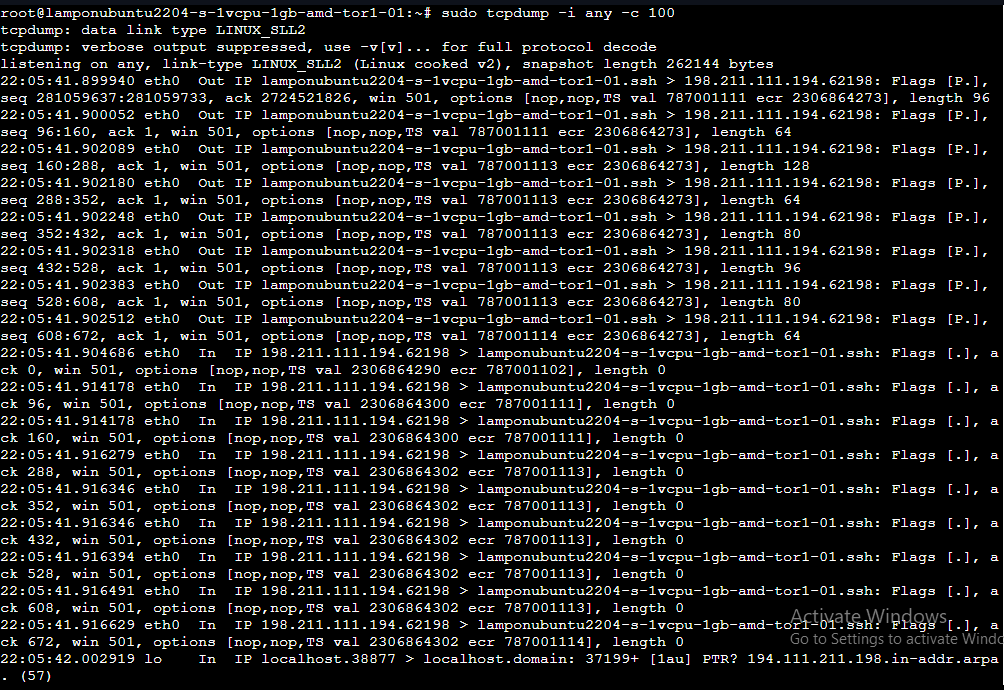 root@lamponubuntu2204-s-1vcpu-1gb-amd-tor1-01:~# sudo tcpdump -i any -c 100
tcpdump: data link type LINUX_SLL2
tcpdump: verbose output suppressed, use -v[v]... for full protocol decode
listening on any, link-type LINUX_SLL2 (Linux cooked v2), snapshot length 262144 bytes
22:05:41.899940 eth0  Out IP lamponubuntu2204-s-1vcpu-1gb-amd-tor1-01.ssh > 198.211.111.194.62198: Flags [P.],
seq 281059637:281059733, ack 2724521826, win 501, options [nop,nop,TS val 787001111 ecr 2306864273], length 96
22:05:41.900052 eth0  Out IP lamponubuntu2204-s-1vcpu-1gb-amd-tor1-01.ssh > 198.211.111.194.62198: Flags [P.],
seq 96:160, ack 1, win 501, options [nop,nop,TS val 787001111 ecr 2306864273], length 64
22:05:41.902089 eth0  Out IP lamponubuntu2204-s-1vcpu-1gb-amd-tor1-01.ssh > 198.211.111.194.62198: Flags [P.],
seq 160:288, ack 1, win 501, options [nop,nop,TS val 787001113 ecr 2306864273], length 128
22:05:41.902180 eth0  Out IP lamponubuntu2204-s-1vcpu-1gb-amd-tor1-01.ssh > 198.211.111.194.62198: Flags [P.],
seq 288:352, ack 1, win 501, options [nop,nop,TS val 787001113 ecr 2306864273], length 64
22:05:41.902248 eth0  Out IP lamponubuntu2204-s-1vcpu-1gb-amd-tor1-01.ssh > 198.211.111.194.62198: Flags [P.],
seq 352:432, ack 1, win 501, options [nop,nop,TS val 787001113 ecr 2306864273], length 80
22:05:41.902318 eth0  Out IP lamponubuntu2204-s-1vcpu-1gb-amd-tor1-01.ssh > 198.211.111.194.62198: Flags [P.],
seq 432:528, ack 1, win 501, options [nop,nop,TS val 787001113 ecr 2306864273], length 96
22:05:41.902383 eth0  Out IP lamponubuntu2204-s-1vcpu-1gb-amd-tor1-01.ssh > 198.211.111.194.62198: Flags [P.],
seq 528:608, ack 1, win 501, options [nop,nop,TS val 787001113 ecr 2306864273], length 80
22:05:41.902512 eth0  Out IP lamponubuntu2204-s-1vcpu-1gb-amd-tor1-01.ssh > 198.211.111.194.62198: Flags [P.],
seq 608:672, ack 1, win 501, options [nop,nop,TS val 787001114 ecr 2306864273], length 64
22:05:41.904686 eth0  In  IP 198.211.111.194.62198 > lamponubuntu2204-s-1vcpu-1gb-amd-tor1-01.ssh: Flags [.], a
ck 0, win 501, options [nop,nop,TS val 2306864290 ecr 787001102], length 0
22:05:41.914178 eth0  In  IP 198.211.111.194.62198 > lamponubuntu2204-s-1vcpu-1gb-amd-tor1-01.ssh: Flags [.], a
ck 96, win 501, options [nop,nop,TS val 2306864300 ecr 787001111], length 0
22:05:41.914178 eth0  In  IP 198.211.111.194.62198 > lamponubuntu2204-s-1vcpu-1gb-amd-tor1-01.ssh: Flags [.], a
ck 160, win 501, options [nop,nop,TS val 2306864300 ecr 787001111], length 0
22:05:41.916279 eth0  In  IP 198.211.111.194.62198 > lamponubuntu2204-s-1vcpu-1gb-amd-tor1-01.ssh: Flags [.], a
ck 288, win 501, options [nop,nop,TS val 2306864302 ecr 787001113], length 0
22:05:41.916346 eth0  In  IP 198.211.111.194.62198 > lamponubuntu2204-s-1vcpu-1gb-amd-tor1-01.ssh: Flags [.], a
ck 352, win 501, options [nop,nop,TS val 2306864302 ecr 787001113], length 0
22:05:41.916346 eth0  In  IP 198.211.111.194.62198 > lamponubuntu2204-s-1vcpu-1gb-amd-tor1-01.ssh: Flags [.], a
ck 432, win 501, options [nop,nop,TS val 2306864302 ecr 787001113], length 0
22:05:41.916394 eth0  In  IP 198.211.111.194.62198 > lamponubuntu2204-s-1vcpu-1gb-amd-tor1-01.ssh: Flags [.], a
ck 528, win 501, options [nop,nop,TS val 2306864302 ecr 787001113], length 0
22:05:41.916491 eth0  In  IP 198.211.111.194.62198 > lamponubuntu2204-s-1vcpu-1gb-amd-tor1-01.ssh: Flags [.], a
ck 608, win 501, options [nop,nop,TS val 2306864302 ecr 787001113], length 0
22:05:41.916629 eth0  In  IP 198.211.111.194.62198 > lamponubuntu2204-s-1vcpu-1gb-amd-tor1-01.ssh: Flags [.], a
ck 672, win 501, options [nop,nop,TS val 2306864302 ecr 787001114], length 0
22:05:42.002919 lo    In  IP localhost.38877 > localhost.domain: 37199+ [1au] PTR? 194.111.211.198.in-addr.arpa
. (57)
Activate Windows
Go to Settings to activate Windo